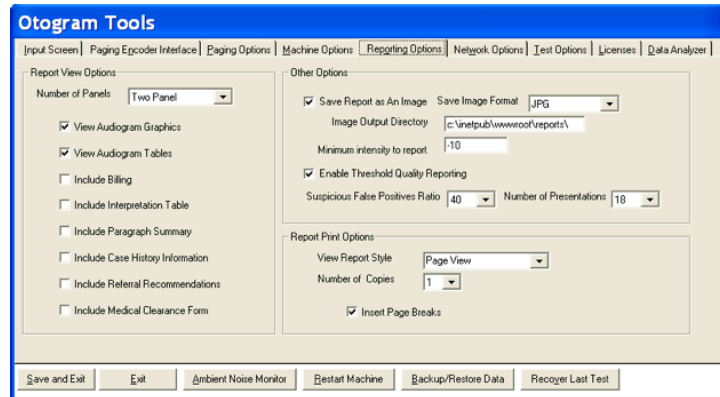 Otogram Tools
Input Screen | Paging Encoder Interface | Paging Options | Machine Options | Reporting Options | Network Options | Test Options | Licenses | Data Analyzer
Report View Options
Number of Panels Two Panel
View Audiogram Graphics
View Audiogram Tables
Include Billing
Include Interpretation Table
Include Paragraph Summary
Include Case History Information
Include Referral Recommendations
Include Medical Clearance Form
Other Options
Save Report as An Image Save Image Format JPG
Image Output Directory c:\inetpub\wwwroot\reports\
Minimum intensity to report -10
Enable Threshold Quality Reporting
Suspicious False Positives Ratio 40 Number of Presentations 18
Report Print Options
View Report Style Page View
Number of Copies 1
Insert Page Breaks
Save and Exit Exit Ambient Noise Monitor Restart Machine Backup/Restore Data Recover Last Test